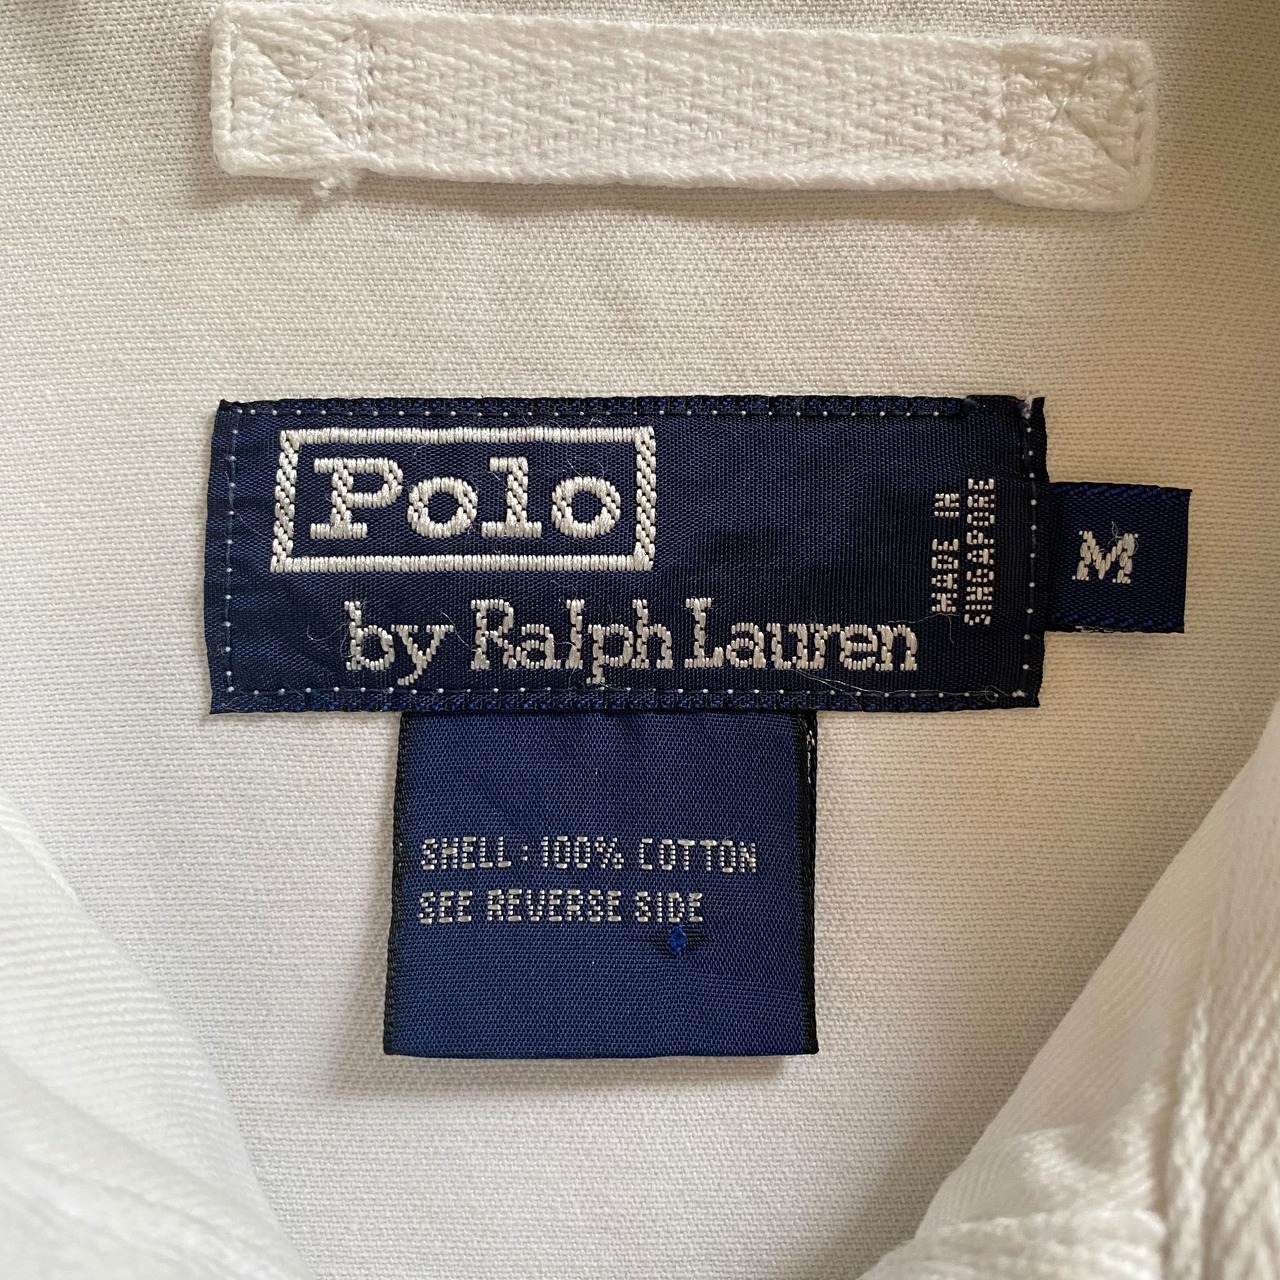 Polo
by Ralph Lauren
MADE IN
SINGAPORE
M
SHELL : 100% COTTON
SEE REVERSE SIDE